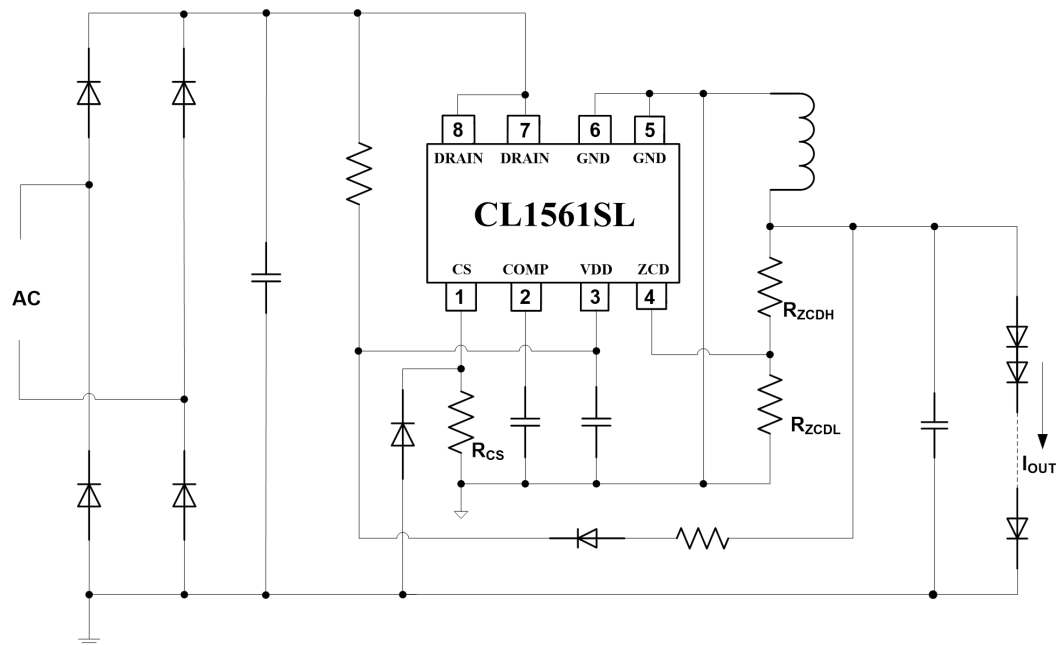 8 7 6 5
DRAIN DRAIN GND GND
CL1561SL
CS COMP VDD ZCD
1 2 3 4
AC
RZCDH
RZCDL
RCS
IOUT